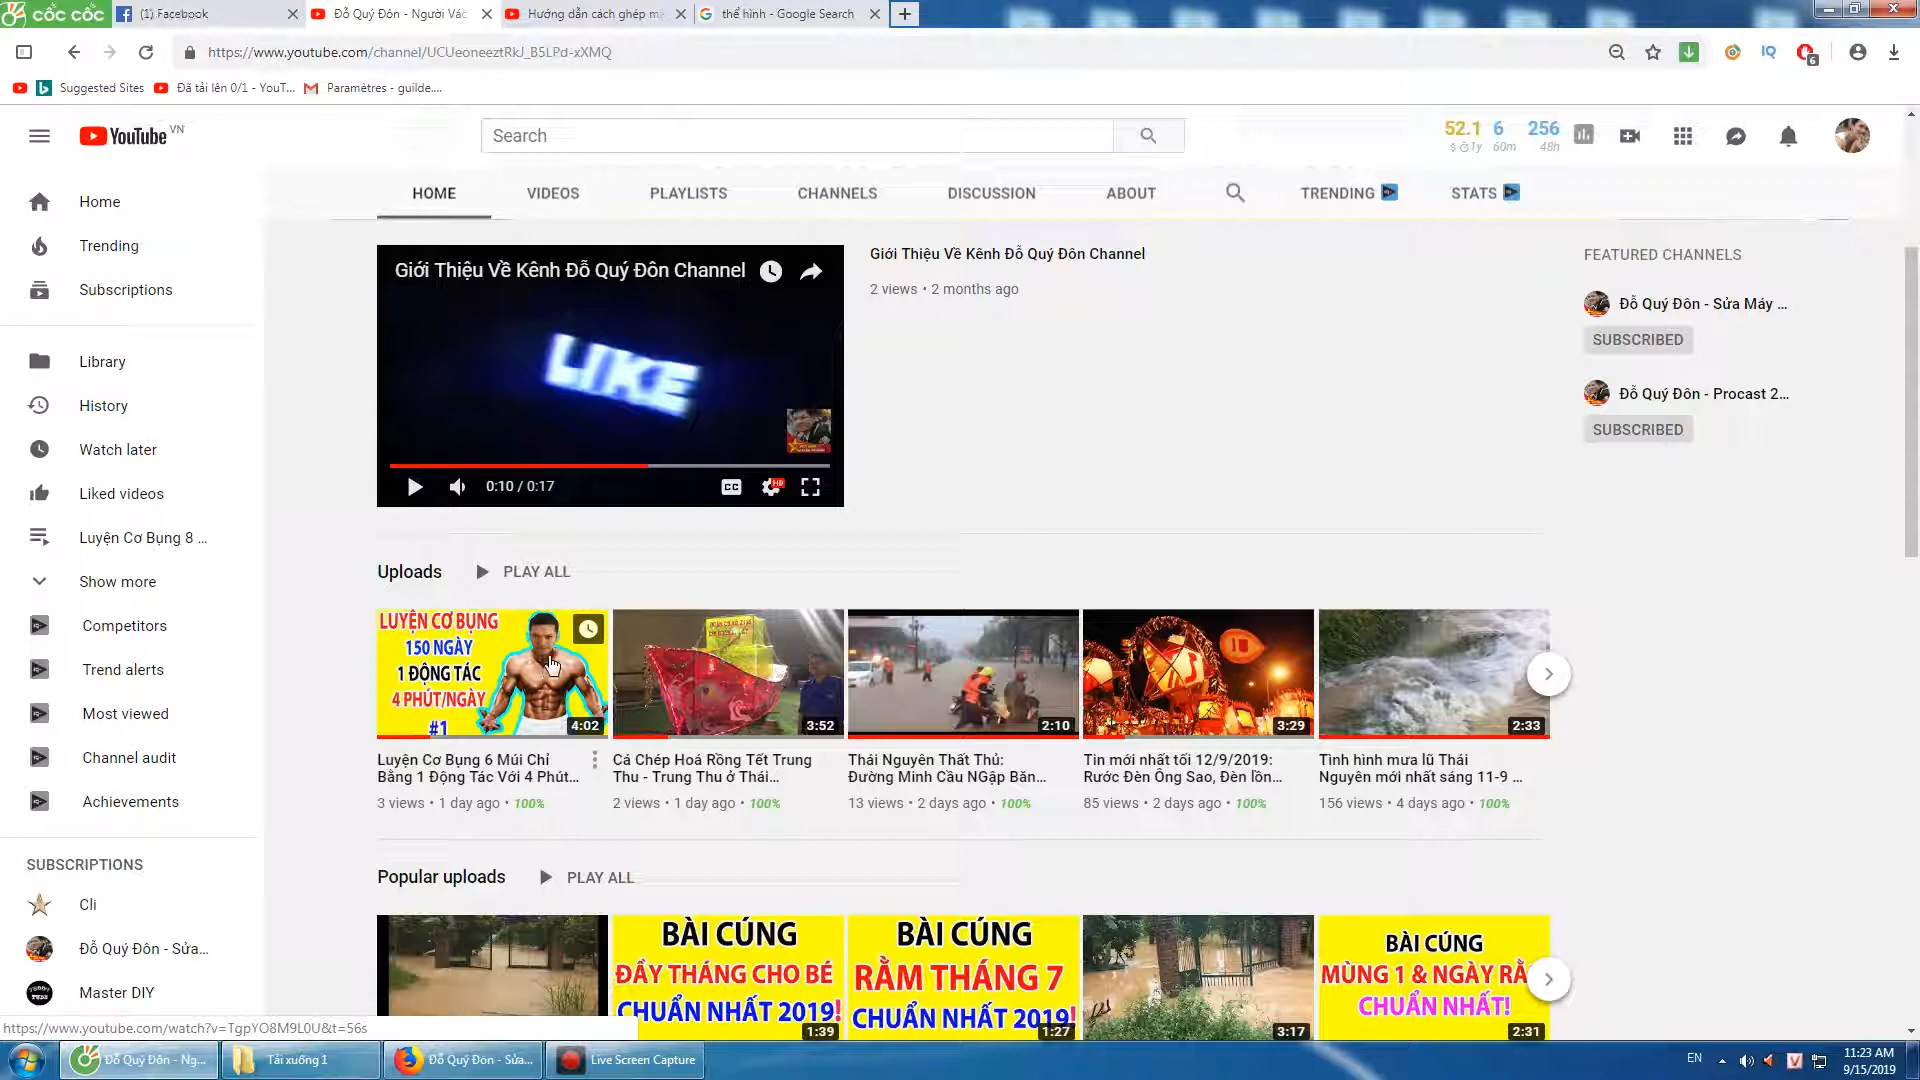 cốc cốc
(1) Facebook
Đỗ Quý Đôn - Người Vác
Hướng dẫn cách ghép mặ
thể hình - Google Search
https://www.youtube.com/channel/UCUeoneeztRkJ_B5LPd-xXMQ
IQ
6
Suggested Sites
Đã tải lên 0/1 - YouT...
Paramètres - guilde....
YouTube VN
Search
52.1 6 256
1y 60m 48h
HOME
VIDEOS
PLAYLISTS
CHANNELS
DISCUSSION
ABOUT
TRENDING
STATS
Home
Trending
Subscriptions
Library
History
Watch later
Liked videos
Luyện Cơ Bụng 8 ...
Show more
Competitors
Trend alerts
Most viewed
Channel audit
Achievements
SUBSCRIPTIONS
Cli
Đỗ Quý Đôn - Sửa...
Master DIY
Giới Thiệu Về Kênh Đỗ Quý Đôn Channel
LIKE
0:10 / 0:17
CC
HD
Giới Thiệu Về Kênh Đỗ Quý Đôn Channel
2 views • 2 months ago
FEATURED CHANNELS
Đỗ Quý Đôn - Sửa Máy ...
SUBSCRIBED
Đỗ Quý Đôn - Procast 2...
SUBSCRIBED
Uploads
PLAY ALL
LUYỆN CƠ BỤNG
150 NGÀY
1 ĐỘNG TÁC
4 PHÚT/NGÀY
#1
4:02
3:52
2:10
3:29
2:33
Luyện Cơ Bụng 6 Múi Chỉ
Bằng 1 Động Tác Với 4 Phút...
3 views • 1 day ago • 100%
Cá Chép Hoá Rồng Tết Trung
Thu - Trung Thu ở Thái...
2 views • 1 day ago • 100%
Thái Nguyên Thất Thủ:
Đường Minh Cầu NGập Băn...
13 views • 2 days ago • 100%
Tin mới nhất tối 12/9/2019:
Rước Đèn Ông Sao, Đèn lồn...
85 views • 2 days ago • 100%
Tình hình mưa lũ Thái
Nguyên mới nhất sáng 11-9 ...
156 views • 4 days ago • 100%
Popular uploads
PLAY ALL
BÀI CÚNG
ĐẦY THÁNG CHO BÉ
CHUẨN NHẤT 2019!
1:39
BÀI CÚNG
RẰM THÁNG 7
CHUẨN NHẤT 2019!
1:27
3:17
BÀI CÚNG
MÙNG 1 & NGÀY RẰ
CHUẨN NHẤT!
2:31
https://www.youtube.com/watch?v=TgpYO8M9L0U&t=56s
Đỗ Quý Đôn - Ng...
Tải xuống 1
Đỗ Quý Đôn - Sửa...
Live Screen Capture
EN
V
11:23 AM
9/15/2019